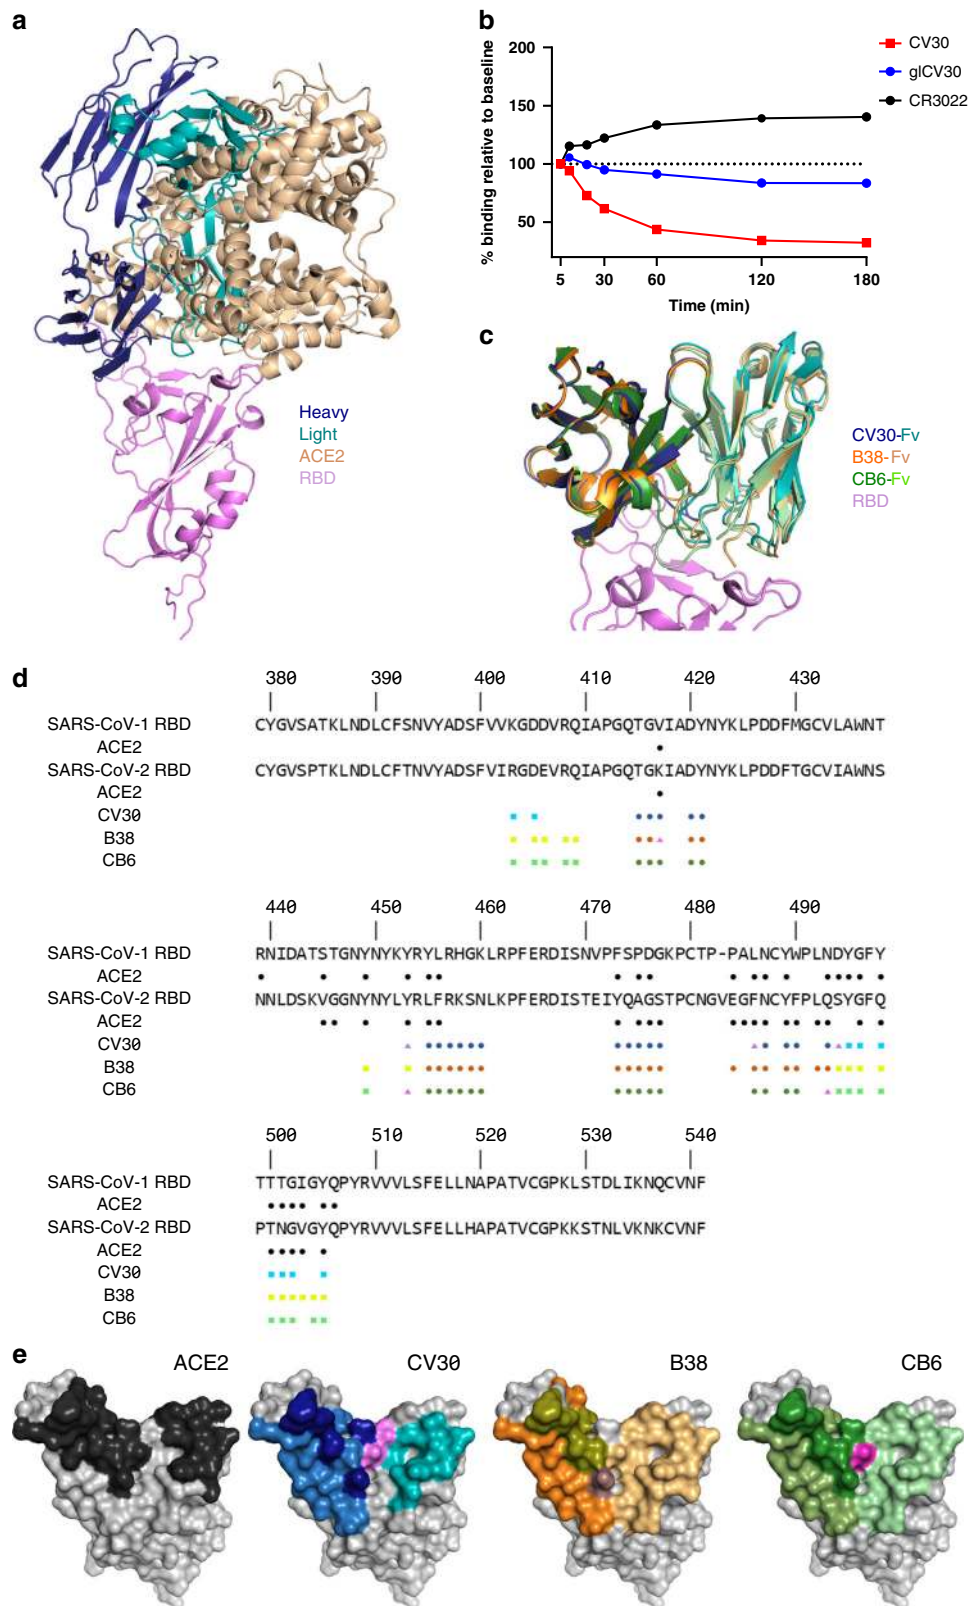 a
Heavy
Light
ACE2
RBD
b
% binding relative to baseline
200
150
100
50
5
30
60
120
180
Time (min)
CV30
glCV30
CR3022
c
CV30-Fv
B38-Fv
CB6-Fv
RBD
d
380 390 400 410 420 430
SARS-CoV-1 RBD CYGVSATKLNDLCFSNVYADSFVVKGDDVRQIAPGQTGVIADYNYKLPDDFMGCVLAWNT
ACE2
SARS-CoV-2 RBD CYGVSPTKLNDLCFTNVYADSFVIRGDEVRQIAPGQTGKIADYNYKLPDDFTGCVIAWNS
ACE2
CV30
B38
CB6
440 450 460 470 480 490
SARS-CoV-1 RBD RNIDATSTGNYNYKYRYLRHGKLRPFERDISNVPFSPDGKPCTP-PALNCYWPLNDYGFY
ACE2
SARS-CoV-2 RBD NNLDSKVGGNYNYLYRLFRKSNLKPFERDISTEIYQAGSTPCNGVEGFNCYFPLQSYGFQ
ACE2
CV30
B38
CB6
500 510 520 530 540
SARS-CoV-1 RBD TTTGIGYQPYRVVVLSFELLNAPATVCGPKLSTDLIKNQCVNF
ACE2
SARS-CoV-2 RBD PTNGVGYQPYRVVVLSFELLHAPATVCGPKKSTNLVKNKCVNF
ACE2
CV30
B38
CB6
e
ACE2
CV30
B38
CB6